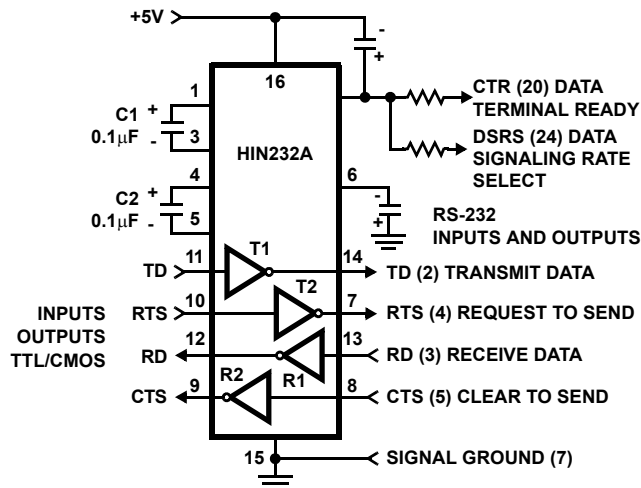 +5V
-
+
16
1
CTR (20) DATA
TERMINAL READY
C1
+
0.1μF
-
3
HIN232A
DSRS (24) DATA
SIGNALING RATE
SELECT
4
6
C2
+
0.1μF
-
5
-
+
RS-232
INPUTS AND OUTPUTS
T1
TD
11
14
TD (2) TRANSMIT DATA
T2
INPUTS
OUTPUTS
TTL/CMOS
RTS
10
7
RTS (4) REQUEST TO SEND
RD
12
13
RD (3) RECEIVE DATA
R1
R2
CTS
9
8
CTS (5) CLEAR TO SEND
15
SIGNAL GROUND (7)